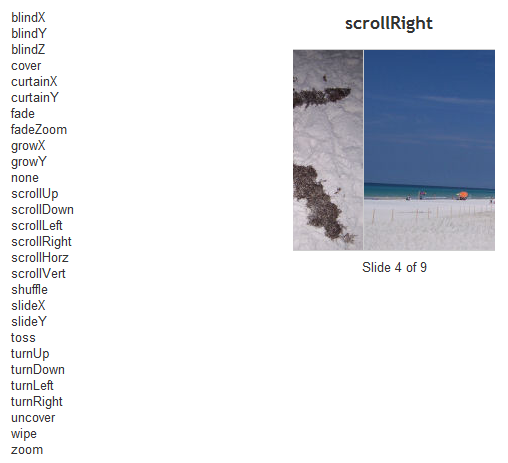 blindX
blindY
blindZ
cover
curtainX
curtainY
fade
fadeZoom
growX
growY
none
scrollUp
scrollDown
scrollLeft
scrollRight
scrollHorz
scrollVert
shuffle
slideX
slideY
toss
turnUp
turnDown
turnLeft
turnRight
uncover
wipe
zoom
scrollRight
Slide 4 of 9